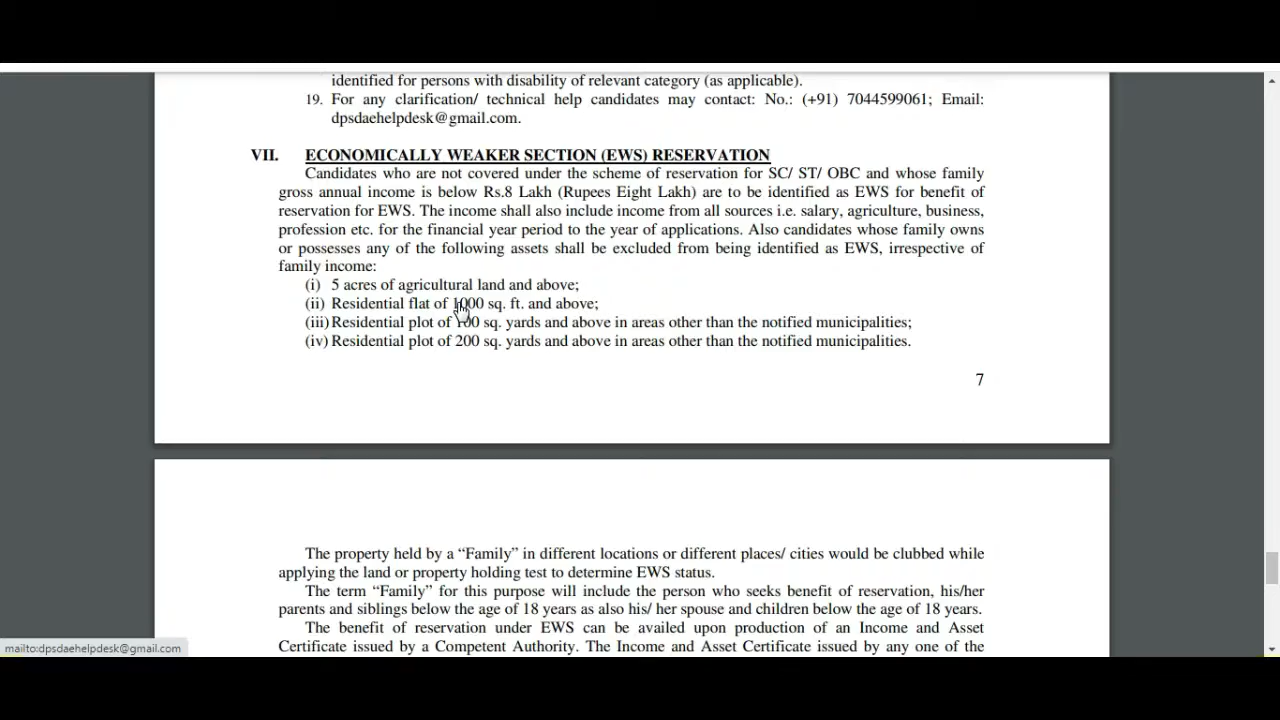 identified for persons with disability of relevant category (as applicable).
19. For any clarification/ technical help candidates may contact: No.: (+91) 7044599061; Email:
dpsdaehelpdesk@gmail.com.
VII. ECONOMICALLY WEAKER SECTION (EWS) RESERVATION
Candidates who are not covered under the scheme of reservation for SC/ ST/ OBC and whose family
gross annual income is below Rs.8 Lakh (Rupees Eight Lakh) are to be identified as EWS for benefit of
reservation for EWS. The income shall also include income from all sources i.e. salary, agriculture, business,
profession etc. for the financial year period to the year of applications. Also candidates whose family owns
or possesses any of the following assets shall be excluded from being identified as EWS, irrespective of
family income:
(i) 5 acres of agricultural land and above;
(ii) Residential flat of 1000 sq. ft. and above;
(iii) Residential plot of 100 sq. yards and above in areas other than the notified municipalities;
(iv) Residential plot of 200 sq. yards and above in areas other than the notified municipalities.
7
The property held by a “Family” in different locations or different places/ cities would be clubbed while
applying the land or property holding test to determine EWS status.
The term “Family” for this purpose will include the person who seeks benefit of reservation, his/her
parents and siblings below the age of 18 years as also his/ her spouse and children below the age of 18 years.
The benefit of reservation under EWS can be availed upon production of an Income and Asset
Certificate issued by a Competent Authority. The Income and Asset Certificate issued by any one of the
mailto:dpsdaehelpdesk@gmail.com